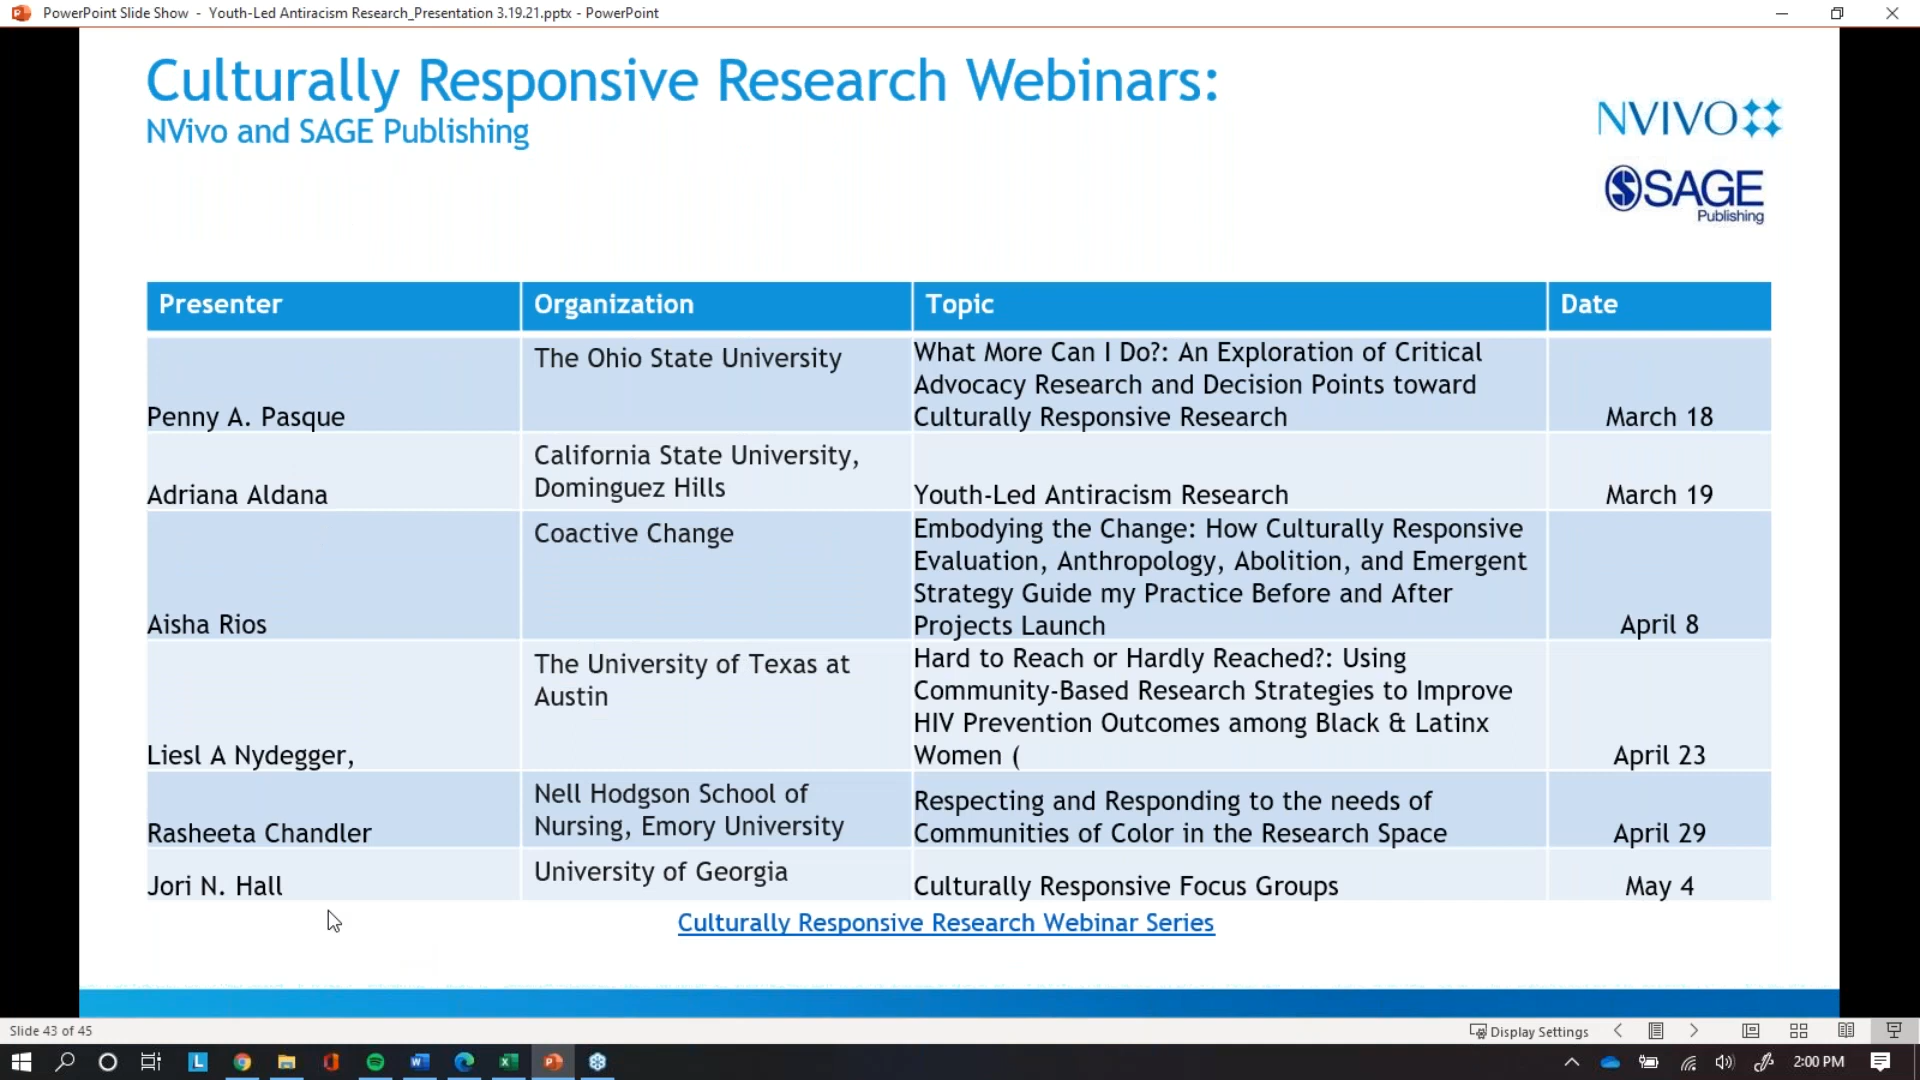 PowerPoint Slide Show - Youth-Led Antiracism Research_Presentation 3.19.21.pptx - PowerPoint
Culturally Responsive Research Webinars:
NVivo and SAGE Publishing
NVIVO
SAGE
Publishing
Presenter Organization Topic Date
Penny A. Pasque
The Ohio State University
What More Can I Do?: An Exploration of Critical
Advocacy Research and Decision Points toward
Culturally Responsive Research
March 18
Adriana Aldana
California State University,
Dominguez Hills
Youth-Led Antiracism Research
March 19
Aisha Rios
Coactive Change
Embodying the Change: How Culturally Responsive
Evaluation, Anthropology, Abolition, and Emergent
Strategy Guide my Practice Before and After
Projects Launch
April 8
Liesl A Nydegger,
The University of Texas at
Austin
Hard to Reach or Hardly Reached?: Using
Community-Based Research Strategies to Improve
HIV Prevention Outcomes among Black & Latinx
Women (
April 23
Rasheeta Chandler
Nell Hodgson School of
Nursing, Emory University
Respecting and Responding to the needs of
Communities of Color in the Research Space
April 29
Jori N. Hall
University of Georgia
Culturally Responsive Focus Groups
May 4
Culturally Responsive Research Webinar Series
Slide 43 of 45
Display Settings
2:00 PM